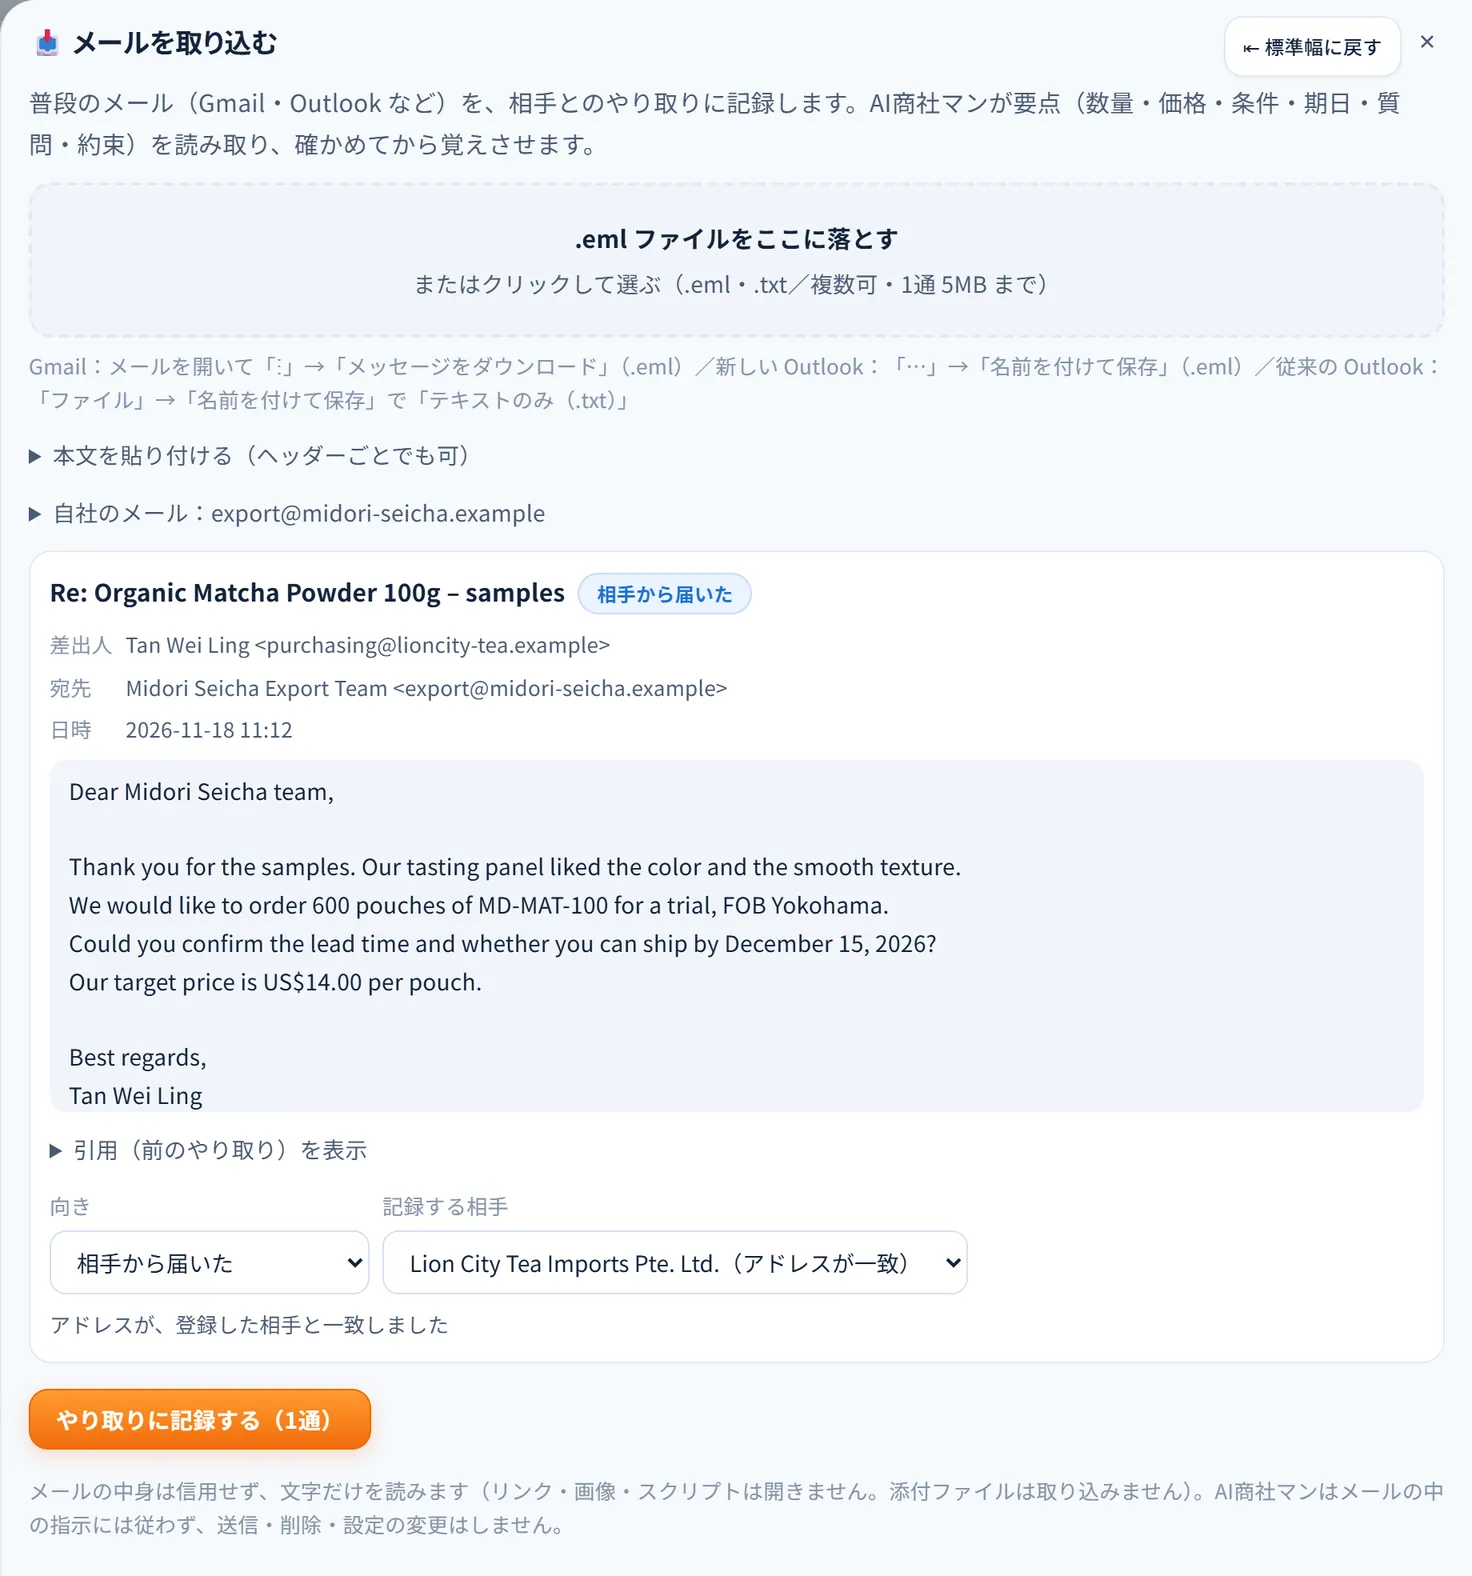 メールを取り込む
⇤ 標準幅に戻す ×
普段のメール（Gmail・Outlook など）を、相手とのやり取りに記録します。AI商社マンが要点（数量・価格・条件・期日・質
問・約束）を読み取り、確かめてから覚えさせます。
.eml ファイルをここに落とす
またはクリックして選ぶ（.eml・.txt／複数可・1通 5MB まで）
Gmail：メールを開いて「⋮」→「メッセージをダウンロード」（.eml）／新しい Outlook：「…」→「名前を付けて保存」（.eml）／従来の Outlook：
「ファイル」→「名前を付けて保存」で「テキストのみ（.txt）」
▶ 本文を貼り付ける（ヘッダーごとでも可）
▶ 自社のメール：export@midori-seicha.example
Re: Organic Matcha Powder 100g – samples 相手から届いた
差出人 Tan Wei Ling <purchasing@lioncity-tea.example>
宛先 Midori Seicha Export Team <export@midori-seicha.example>
日時 2026-11-18 11:12
Dear Midori Seicha team,
Thank you for the samples. Our tasting panel liked the color and the smooth texture.
We would like to order 600 pouches of MD-MAT-100 for a trial, FOB Yokohama.
Could you confirm the lead time and whether you can ship by December 15, 2026?
Our target price is US$14.00 per pouch.
Best regards,
Tan Wei Ling
▶ 引用（前のやり取り）を表示
向き 記録する相手
相手から届いた Lion City Tea Imports Pte. Ltd.（アドレスが一致）
アドレスが、登録した相手と一致しました
やり取りに記録する（1通）
メールの中身は信用せず、文字だけを読みます（リンク・画像・スクリプトは開きません。添付ファイルは取り込みません）。AI商社マンはメールの中
の指示には従わず、送信・削除・設定の変更はしません。